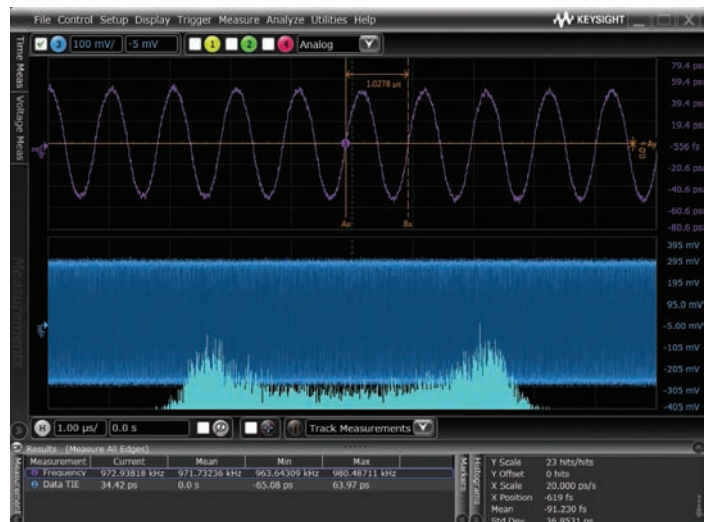 File Control Setup Display Trigger Measure Analyze Utilities Help
KEYSIGHT
Time Meas
Voltage Meas
Measurements
3 100 mV/ -5 mV 1 2 4 Analog
1.0278 µs
79.4 ps
59.4 ps
39.4 ps
19.4 ps
-556 fs
-20.6 ps
-40.6 ps
-60.6 ps
-80.6 ps
0.0 s
Ay
Ax
Bx
395 mV
295 mV
195 mV
95.0 mV
-5.00 mV
-105 mV
-205 mV
-305 mV
-405 mV
H 1.00 µs/ 0.0 s Track Measurements
Results (Measure All Edges)
Measurement
Measurement Current Mean Min Max
Frequency 972.93818 kHz 971.73236 kHz 963.64309 kHz 980.48711 kHz
Data TIE 34.42 ps 0.0 s -65.08 ps 63.97 ps
Markers
Histograms
Y Scale 23 hits/hits
Y Offset 0 hits
X Scale 20.000 ps/s
X Position -619 fs
Mean -91.230 fs
Std Dev 36.9531 ps